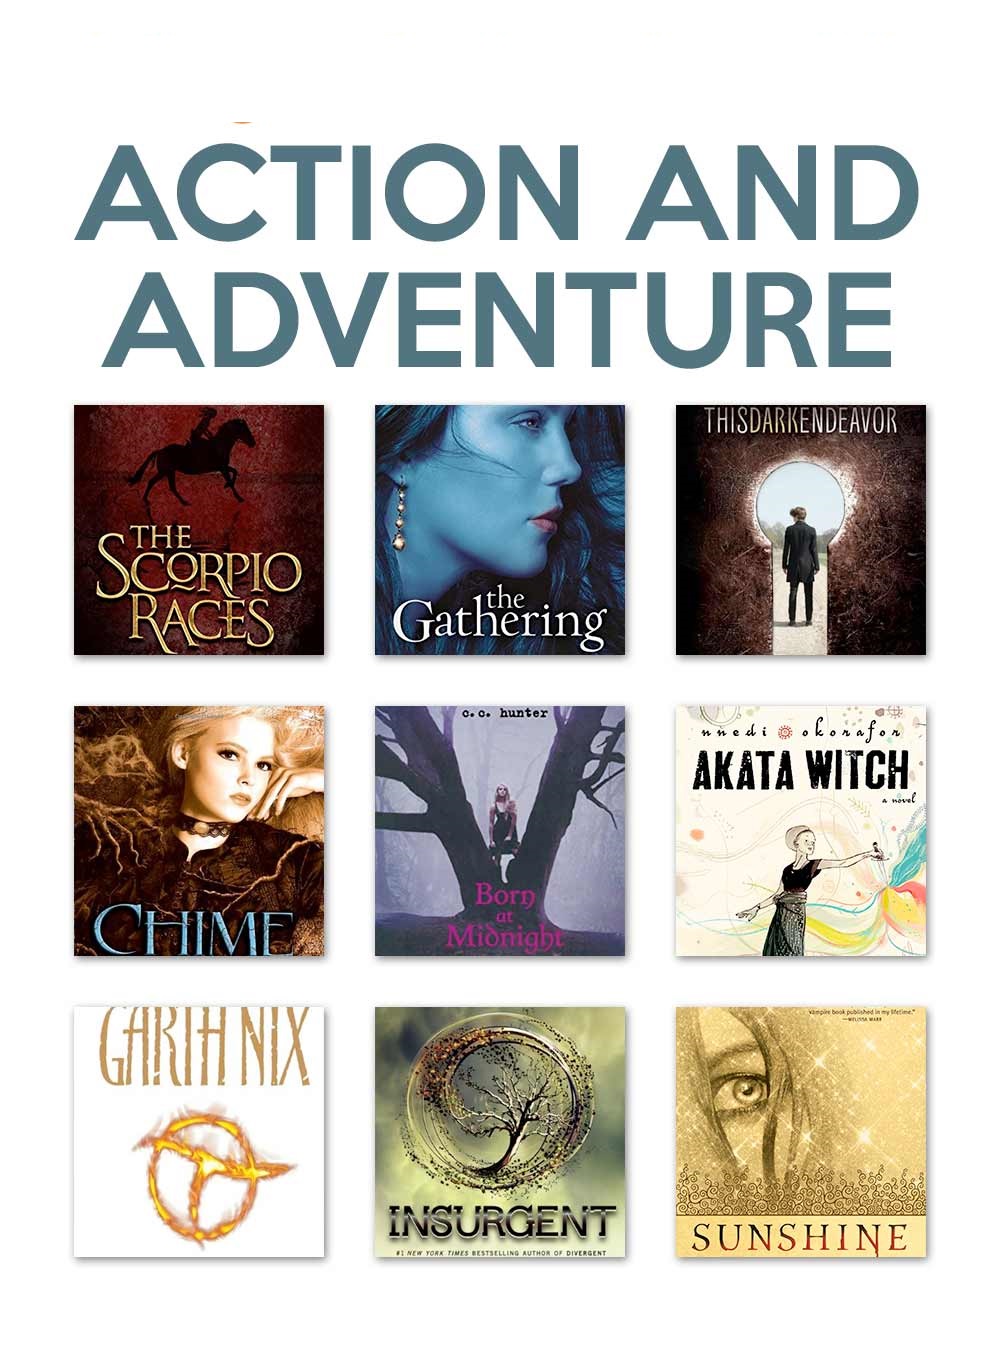 ACTION AND
ADVENTURE
THE
SCORPIO
RACES
the
Gathering
THISDARKENDEAVOR
CHIME
c.c. hunter
Born
at
Midnight
nnedi okorafor
AKATA WITCH
a novel
GARTH NIX
INSURGENT
#1 NEW YORK TIMES BESTSELLING AUTHOR OF DIVERGENT
vampire book published in my lifetime."
—MELISSA MARR
SUNSHINE